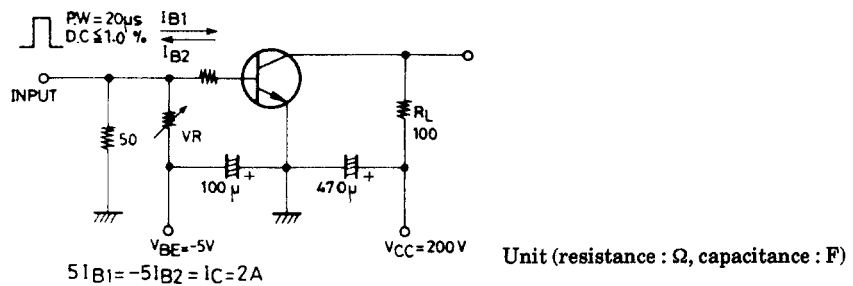 P.W=20μs
D.C≦1.0%
IB1
IB2
INPUT
50
VR
RL
100
100μ
+
470μ
+
VBE=-5V
VCC=200V
5IB1=-5IB2=IC=2A
Unit (resistance : Ω, capacitance : F)